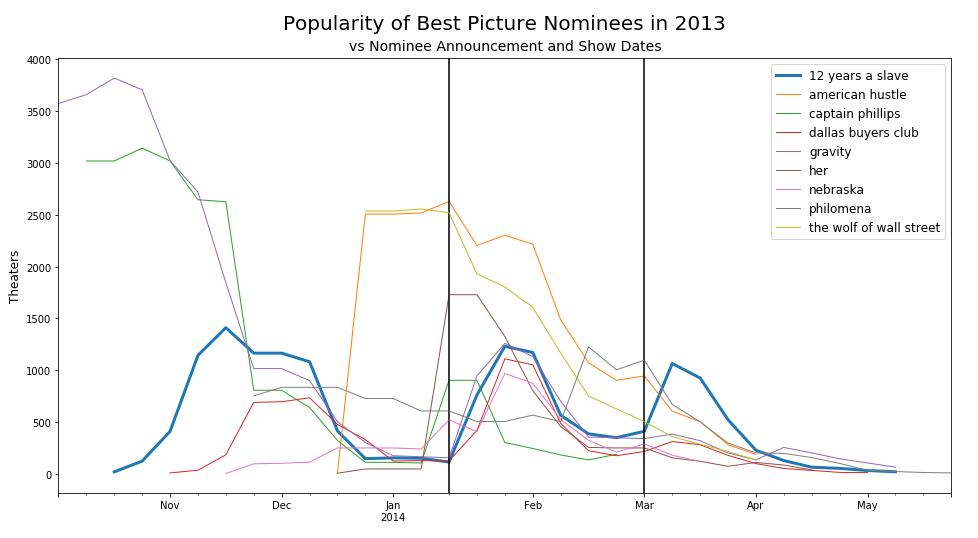 Popularity of Best Picture Nominees in 2013
vs Nominee Announcement and Show Dates
Theaters
4000
3500
3000
2500
2000
1500
1000
500
0
12 years a slave
american hustle
captain phillips
dallas buyers club
gravity
her
nebraska
philomena
the wolf of wall street
Nov
Dec
Jan
2014
Feb
Mar
Apr
May